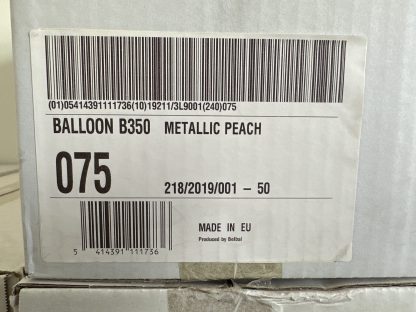 (01)05414391111736(10)19211/3L9001(240)075
BALLOON B350 METALLIC PEACH
075
218/2019/001 - 50
MADE IN EU
Produced by Belbal
5 414391 111736